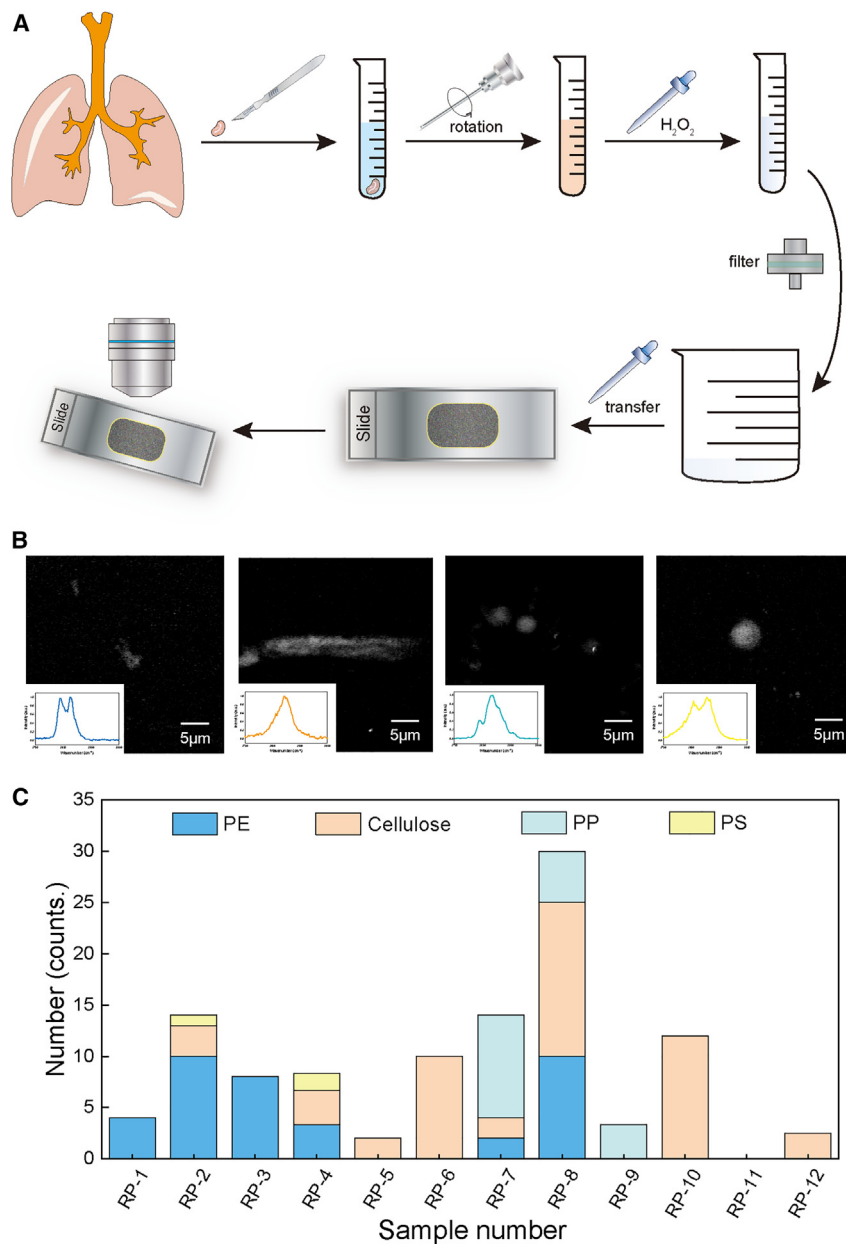 A
rotation
H₂O₂
filter
Slide
Slide
transfer
B
5μm
5μm
5μm
5μm
C
35
30
25
20
15
10
5
0
Number (counts.)
PE
Cellulose
PP
PS
RP-1
RP-2
RP-3
RP-4
RP-5
RP-6
RP-7
RP-8
RP-9
RP-10
RP-11
RP-12
Sample number